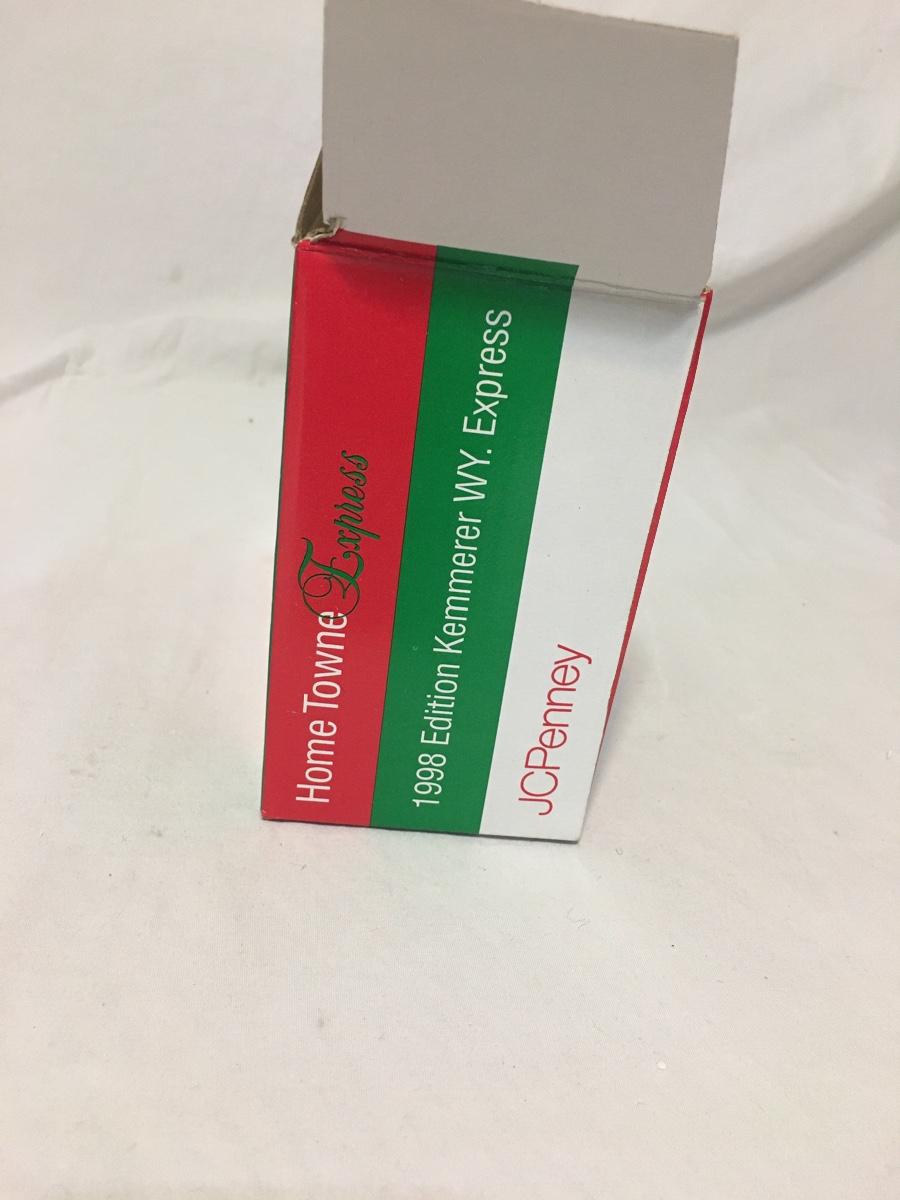 Home Towne Express
1998 Edition Kemmerer WY. Express
JCPenney